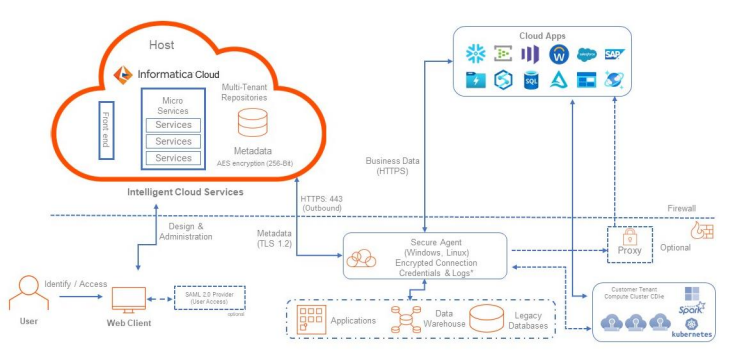 Host
Informatica Cloud
Front end
Micro
Services
Services
Services
Services
Multi-Tenant
Repositories
Metadata
AES encryption (256-Bit)
Intelligent Cloud Services
Cloud Apps
workday
salesforce
SAP
SQL
Business Data
(HTTPS)
HTTPS: 443
(Outbound)
Firewall
Design &
Administration
Metadata
(TLS 1.2)
Secure Agent
(Windows, Linux)
Encrypted Connection
Credentials & Logs*
Proxy
Optional
Identify / Access
User
Web Client
SAML 2.0 Provider
(User Access)
optional
Applications
Data
Warehouse
Legacy
Databases
Customer Tenant
Compute Cluster CDIe
Spark
kubernetes